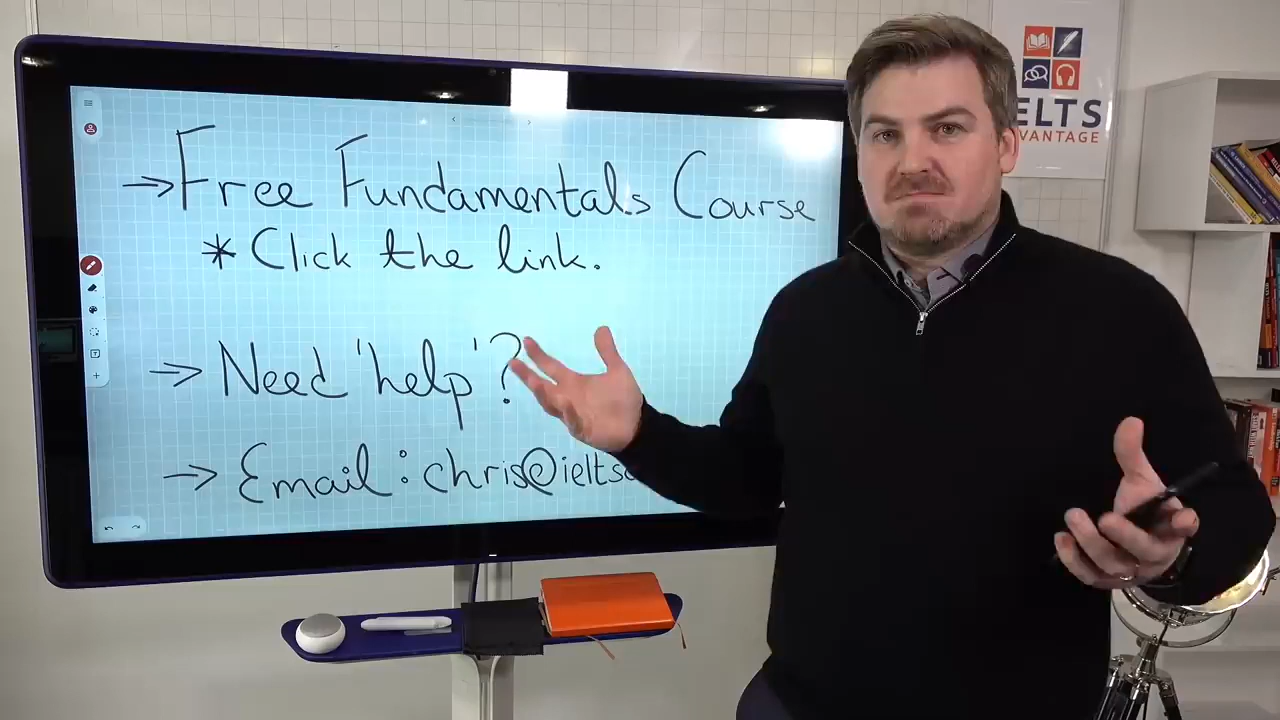 → Free Fundamentals Course
* Click the link.
→ Need 'help'?
→ Email: chris@ielts
ELTS
VANTAGE